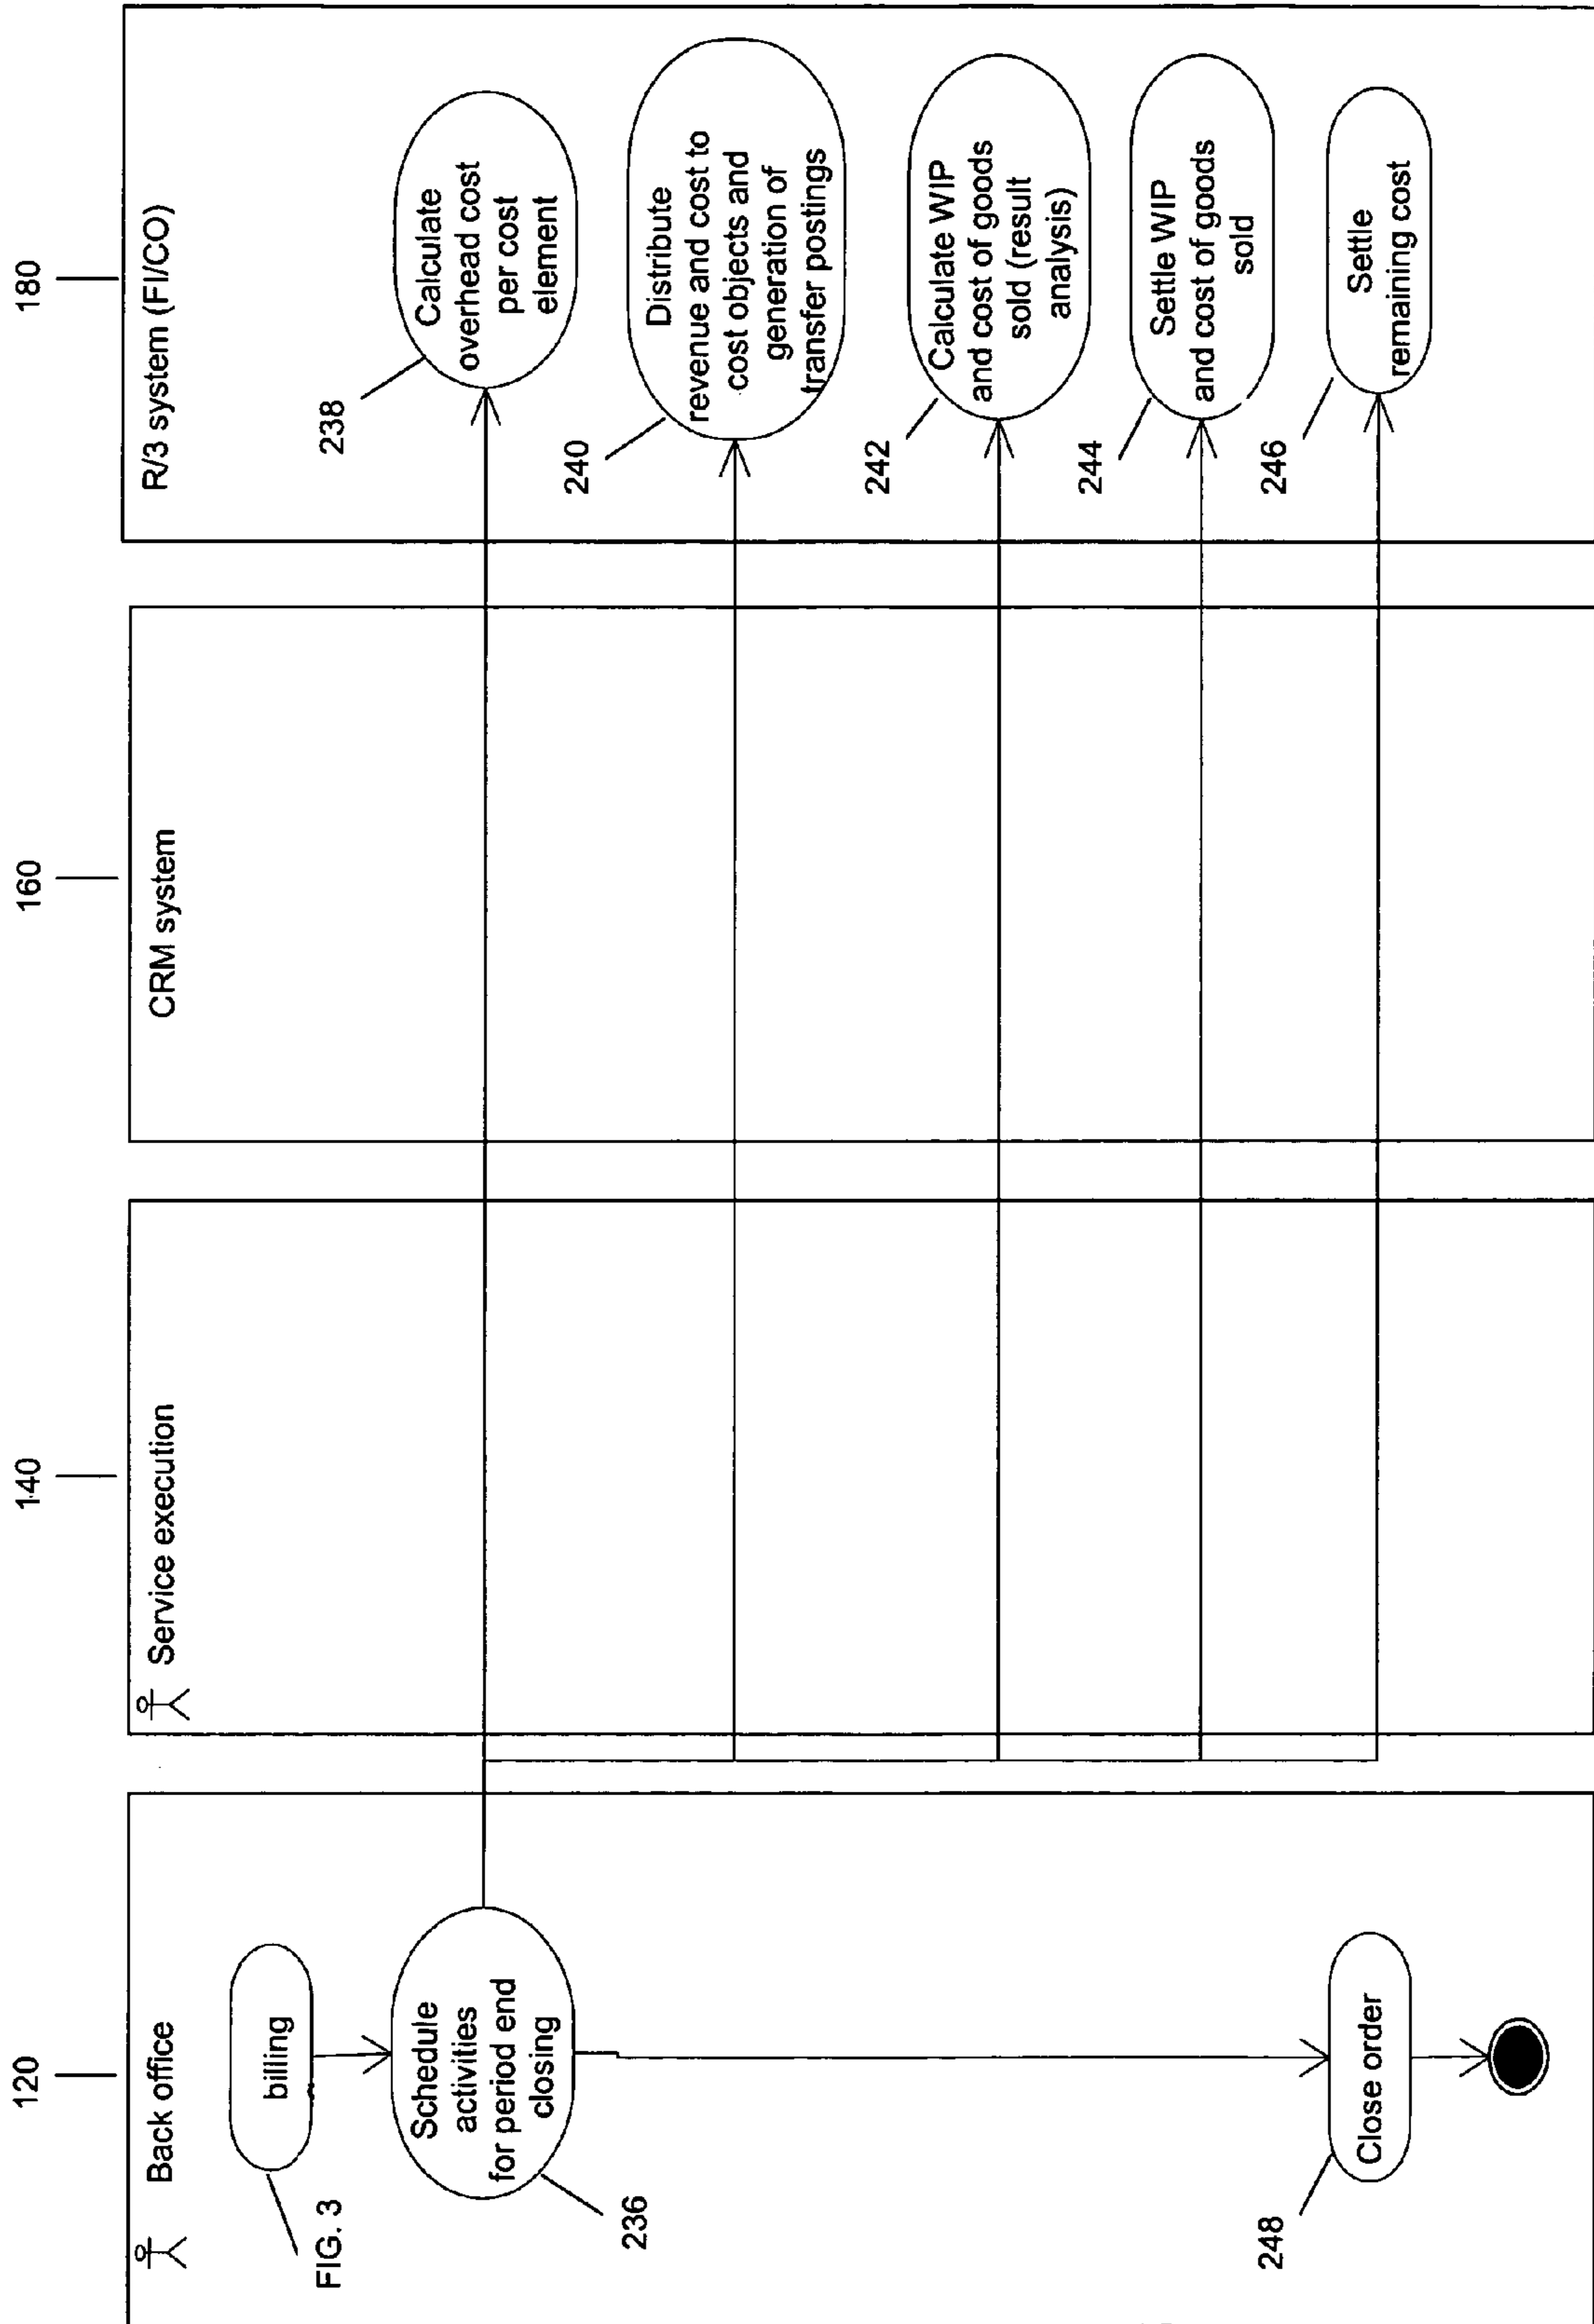 120
140
160
180
Back office
Service execution
CRM system
R/3 system (FI/CO)
billing
FIG. 3
Schedule
activities
for period end
closing
236
Calculate
overhead cost
per cost
element
238
Distribute
revenue and cost to
cost objects and
generation of
transfer postings
240
Calculate WIP
and cost of goods
sold (result
analysis)
242
Settle WIP
and cost of goods
sold
244
Settle
remaining cost
246
Close order
248